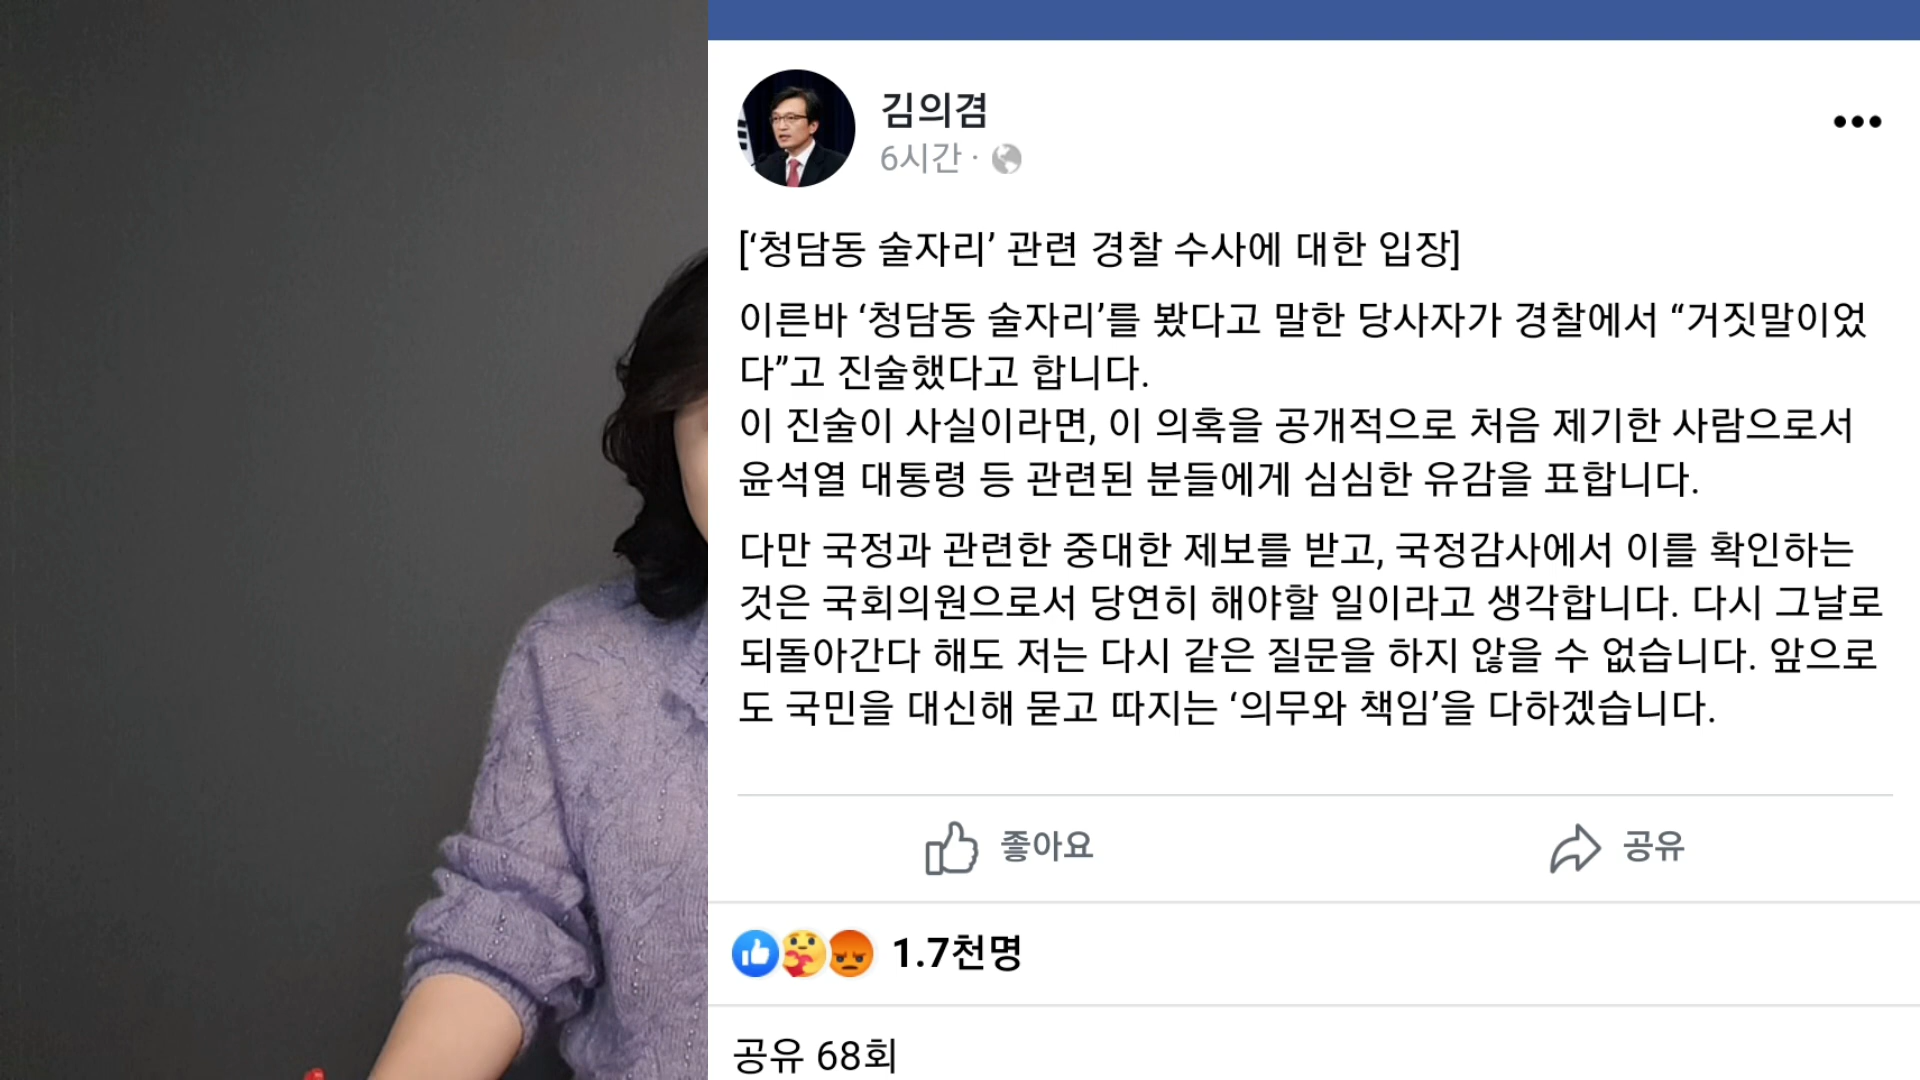 김의겸
6시간 ·
[‘청담동 술자리’ 관련 경찰 수사에 대한 입장]
이른바 ‘청담동 술자리’를 봤다고 말한 당사자가 경찰에서 “거짓말이었
다”고 진술했다고 합니다.
이 진술이 사실이라면, 이 의혹을 공개적으로 처음 제기한 사람으로서
윤석열 대통령 등 관련된 분들에게 심심한 유감을 표합니다.
다만 국정과 관련한 중대한 제보를 받고, 국정감사에서 이를 확인하는
것은 국회의원으로서 당연히 해야할 일이라고 생각합니다. 다시 그날로
되돌아간다 해도 저는 다시 같은 질문을 하지 않을 수 없습니다. 앞으로
도 국민을 대신해 묻고 따지는 ‘의무와 책임’을 다하겠습니다.
좋아요
공유
1.7천명
공유 68회